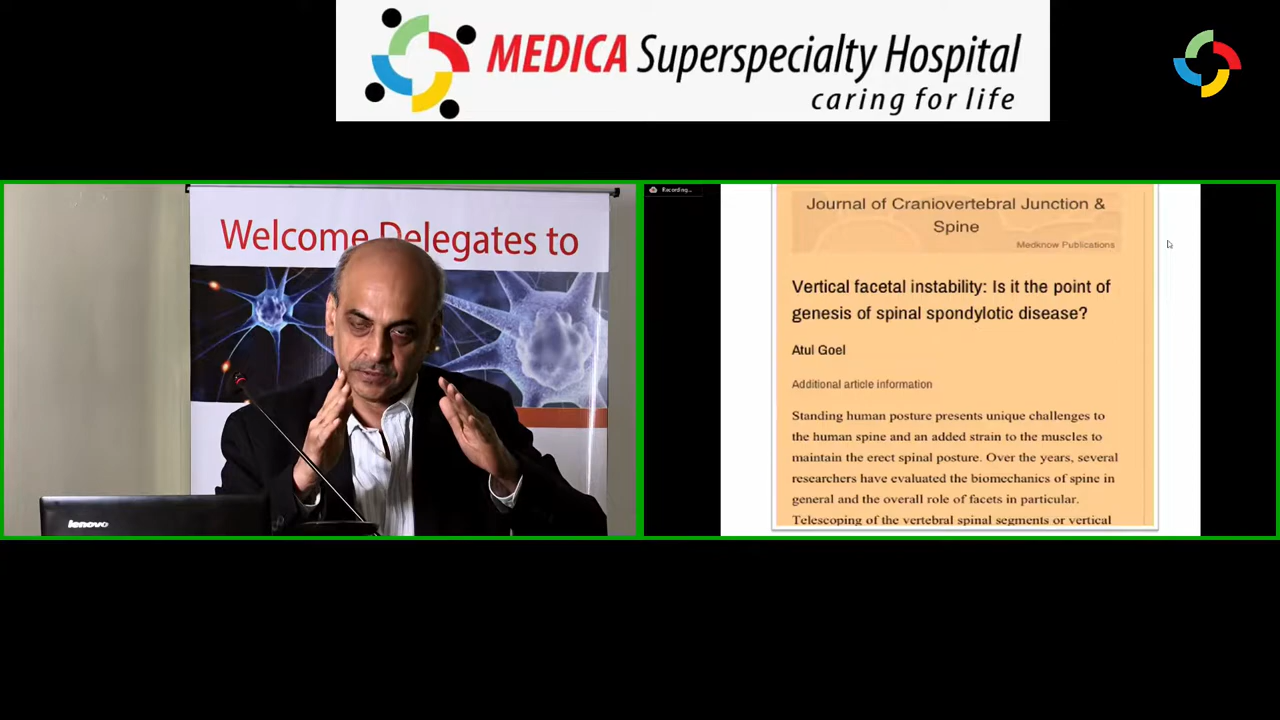 MEDICA Superspecialty Hospital
caring for life
Welcome Delegates to
lenovo
Recording...
Journal of Craniovertebral Junction &
Spine
Medknow Publications
Vertical facetal instability: Is it the point of
genesis of spinal spondylotic disease?
Atul Goel
Additional article information
Standing human posture presents unique challenges to
the human spine and an added strain to the muscles to
maintain the erect spinal posture. Over the years, several
researchers have evaluated the biomechanics of spine in
general and the overall role of facets in particular.
Telescoping of the vertebral spinal segments or vertical